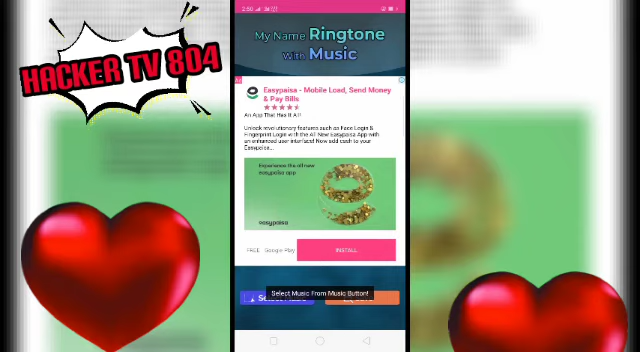 HACKER TV 804
2:50
My Name Ringtone
With Music
Easypaisa - Mobile Load, Send Money
& Pay Bills
An App That Has It All!
Unlock revolutionary features such as Face Login &
Fingerprint Login with the All New Easypaisa App with
an enhanced user interface! Now add cash to your
Easypaisa...
Experience the all new
easypaisa app
easypaisa
FREE Google Play
INSTALL
Select Music From Music Button!